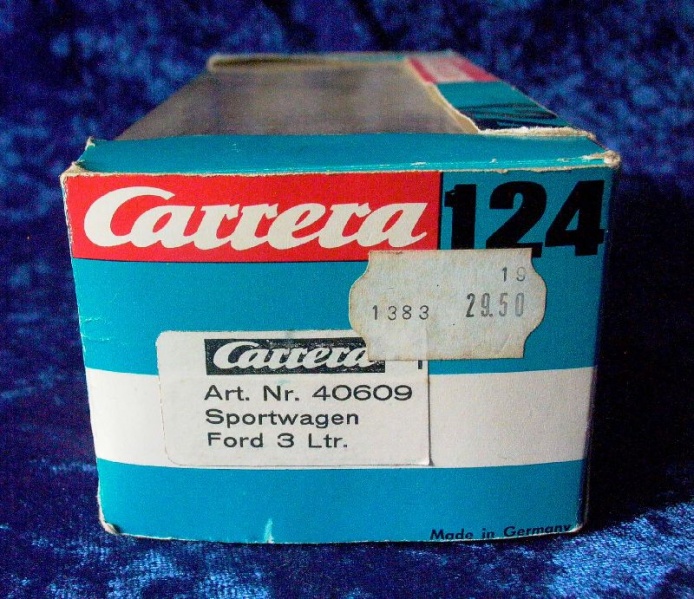 Carrera 124
19
1383 29.50
Carrera
Art. Nr. 40609
Sportwagen
Ford 3 Ltr.
Made in Germany